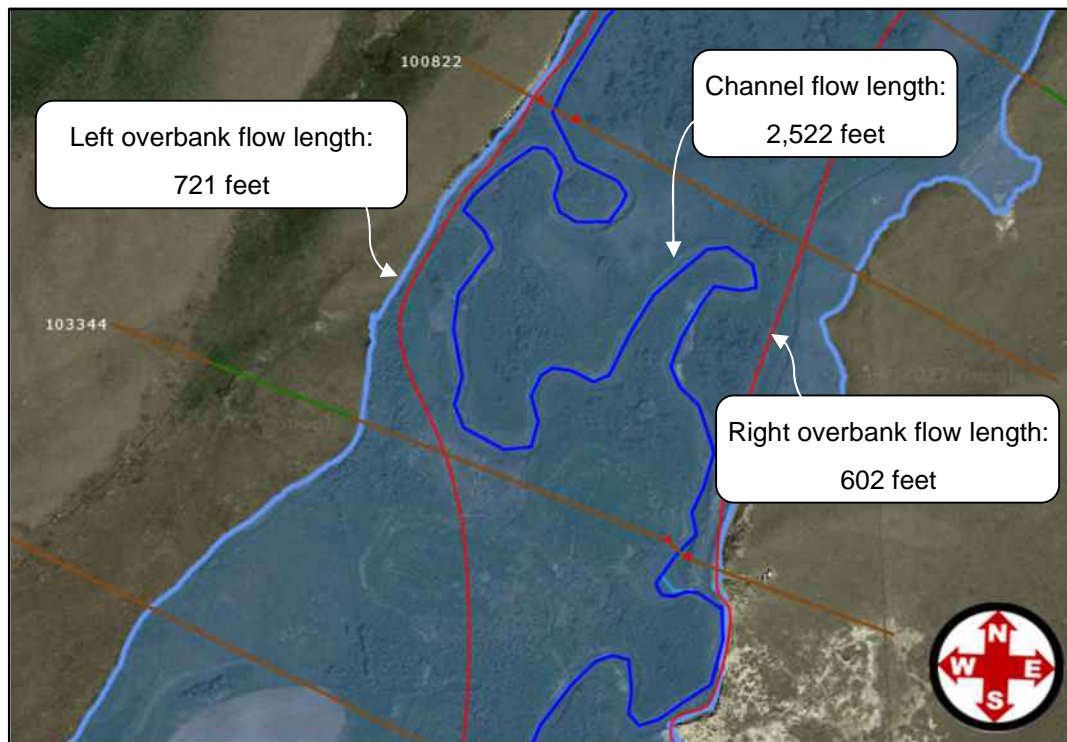 100822
Channel flow length:
2,522 feet
Left overbank flow length:
721 feet
103344
Right overbank flow length:
602 feet
N
W E
S